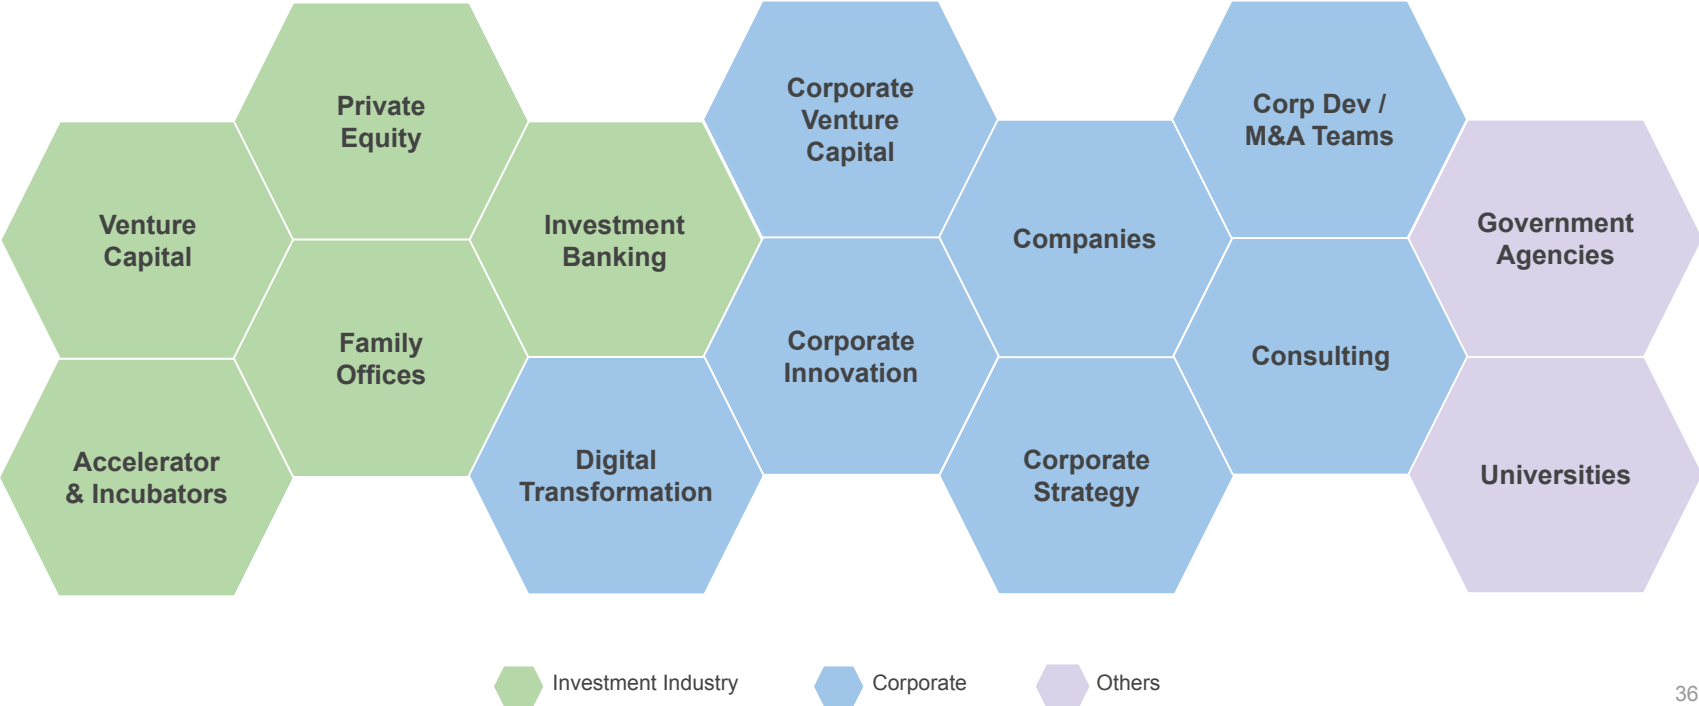 Private
Equity
Corporate
Venture
Capital
Corp Dev /
M&A Teams
Venture
Capital
Investment
Banking
Companies
Government
Agencies
Family
Offices
Corporate
Innovation
Consulting
Accelerator
& Incubators
Digital
Transformation
Corporate
Strategy
Universities
Investment Industry
Corporate
Others
36